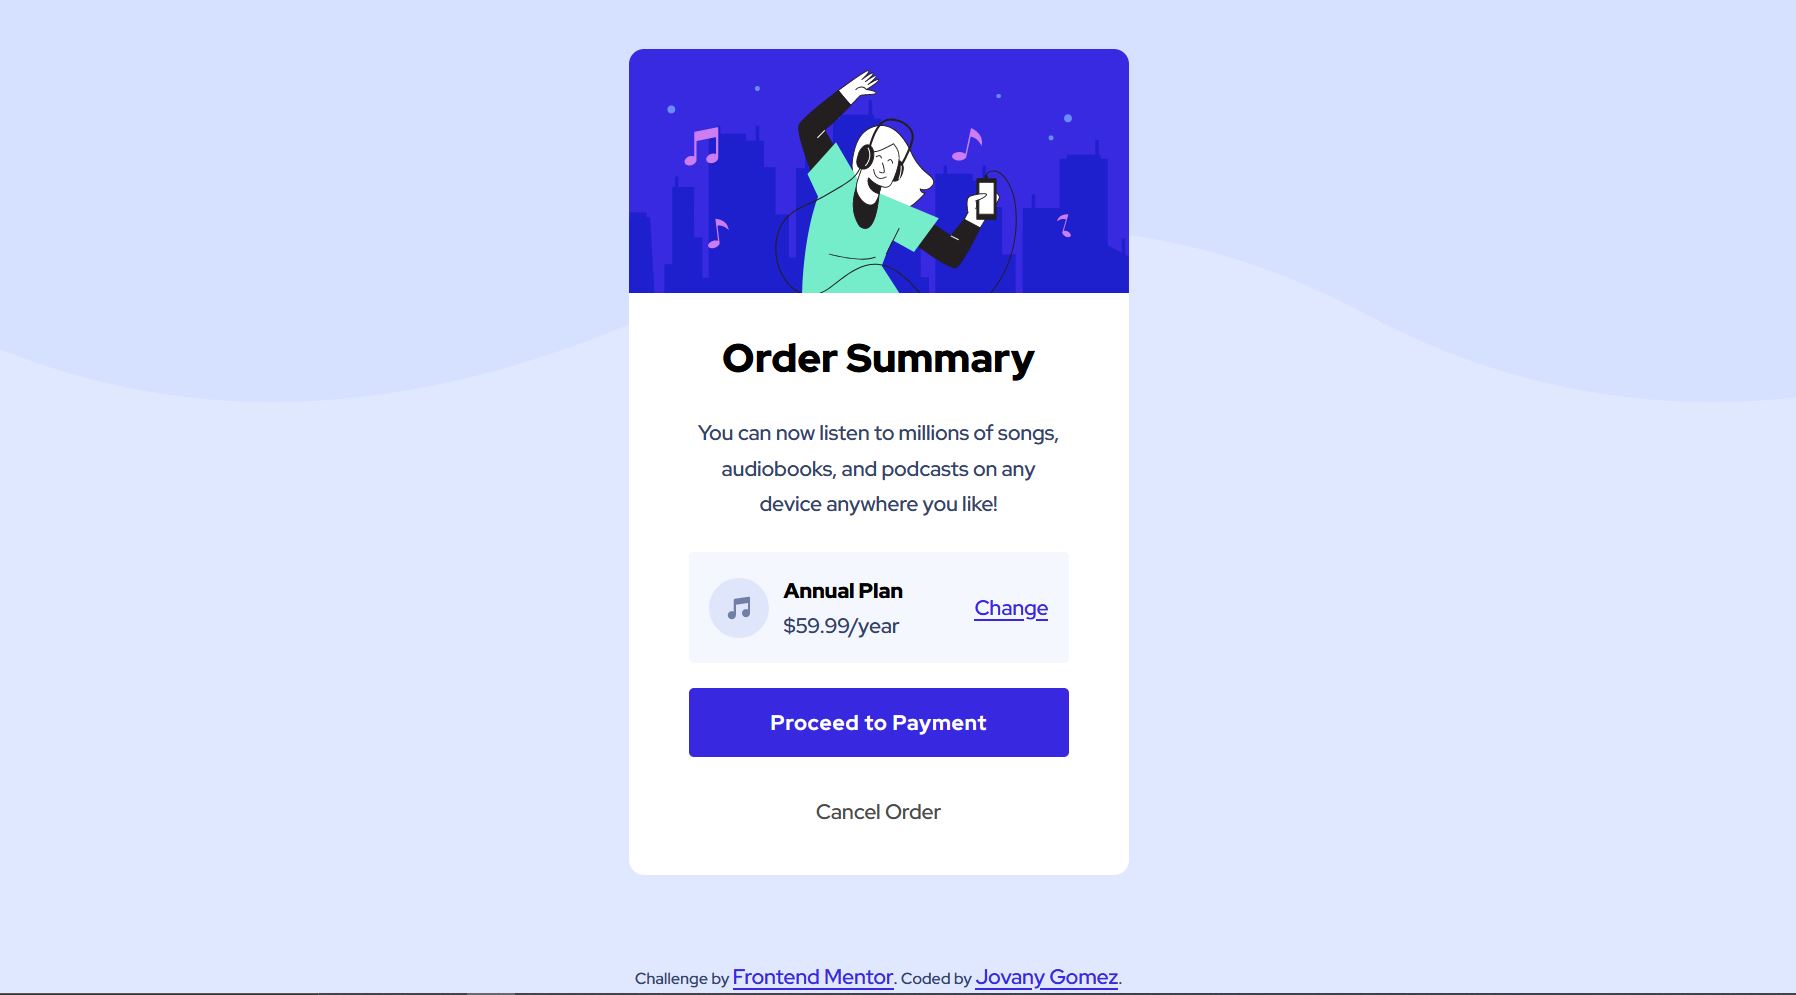 Order Summary
You can now listen to millions of songs,
audiobooks, and podcasts on any
device anywhere you like!
Annual Plan
$59.99/year
Change
Proceed to Payment
Cancel Order
Challenge by Frontend Mentor. Coded by Jovany Gomez.